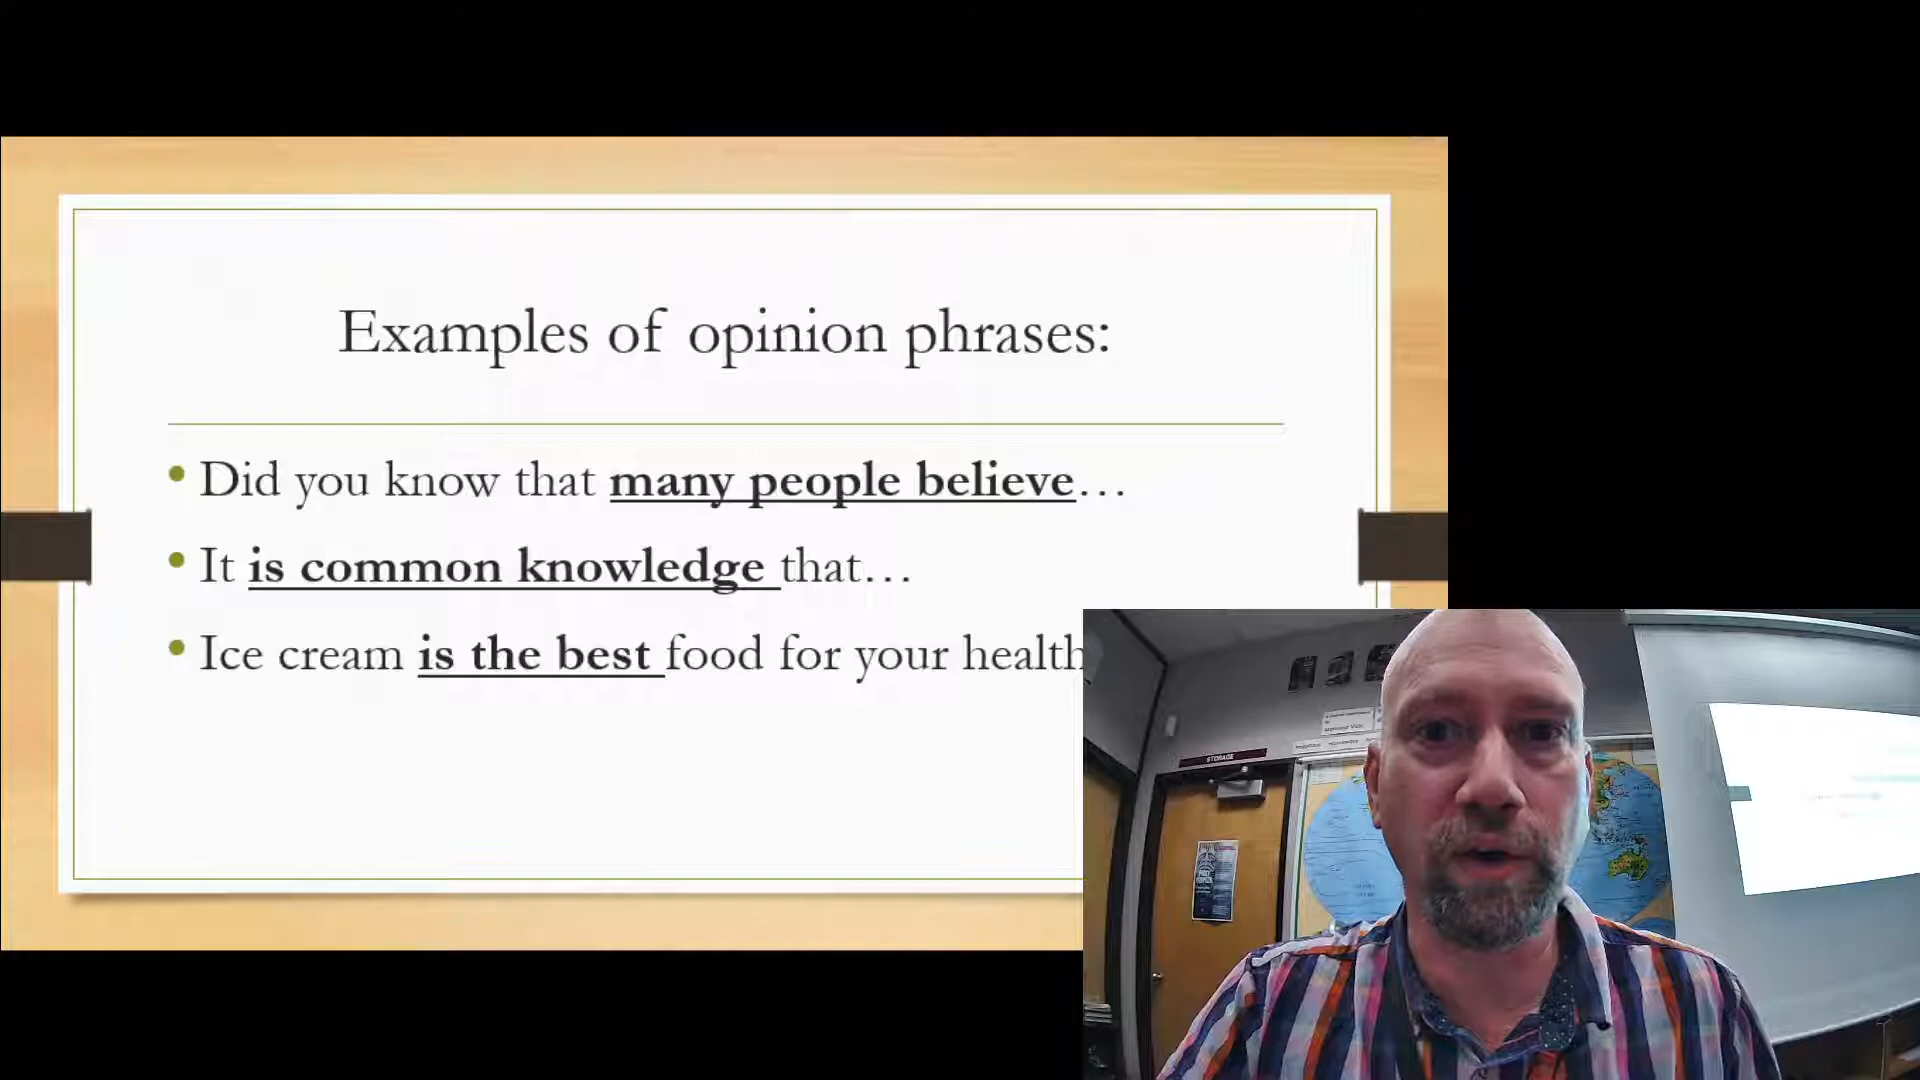 Examples of opinion phrases:
Did you know that many people believe…
It is common knowledge that…
Ice cream is the best food for your health
STORAGE